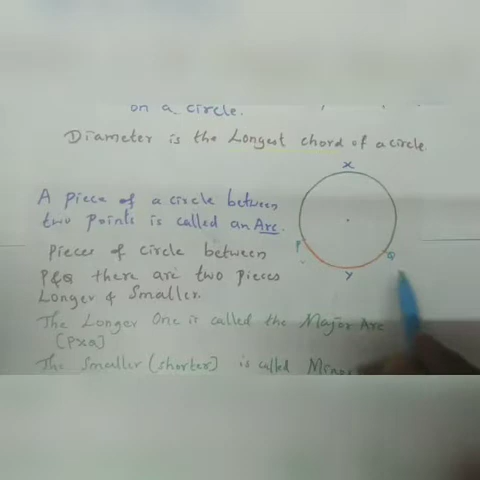 on a circle.
Diameter is the Longest chord of a circle
X
A piece of a circle between
two points is called an Arc.
P
Q
Y
pieces of circle between
P&Q there are two pieces
Longer & Smaller.
The Longer One is called the Major Arc
[PXQ]
The Smaller (shorter) is called Minor